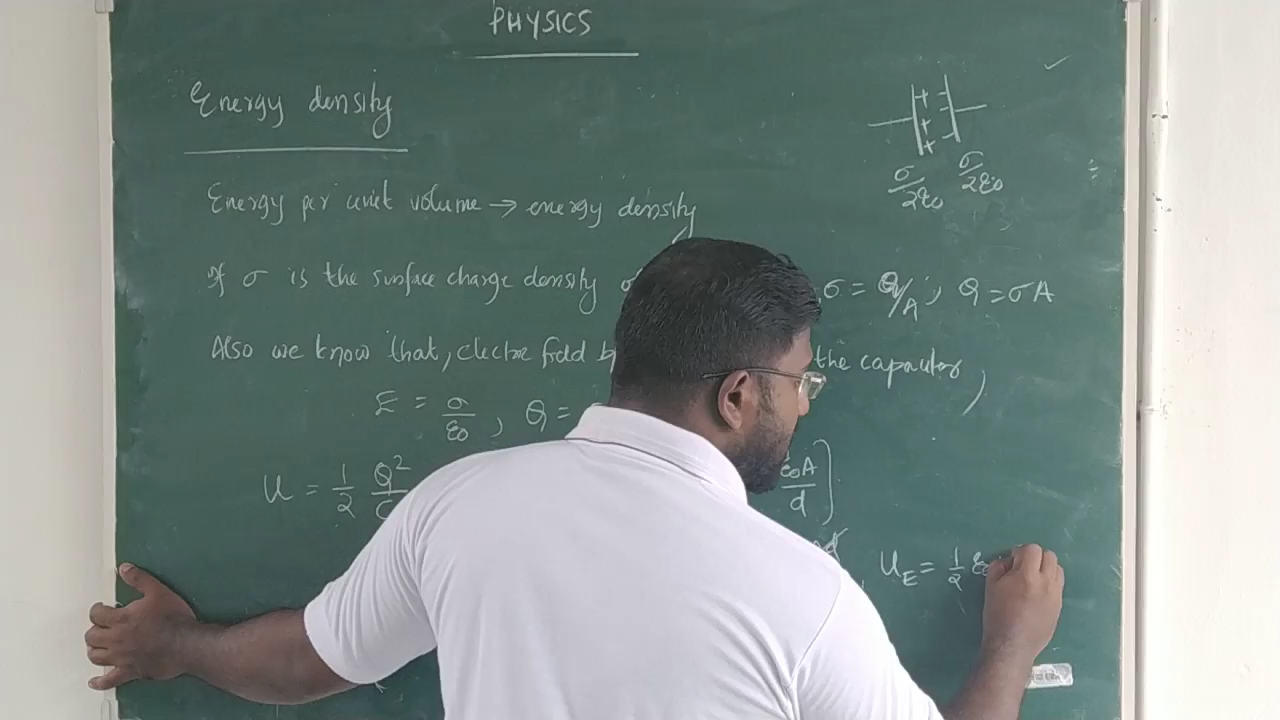 PHYSICS
Energy density
σ/2ε0 σ/2ε0
Energy per unit volume → energy density
If σ is the surface charge density σ = Q/A ; Q = σA
Also we know that, electric field the capacitor,
E = σ/ε0 , Q =
U = 1/2 Q²/C ε0A/d
UE = 1/2 ε0